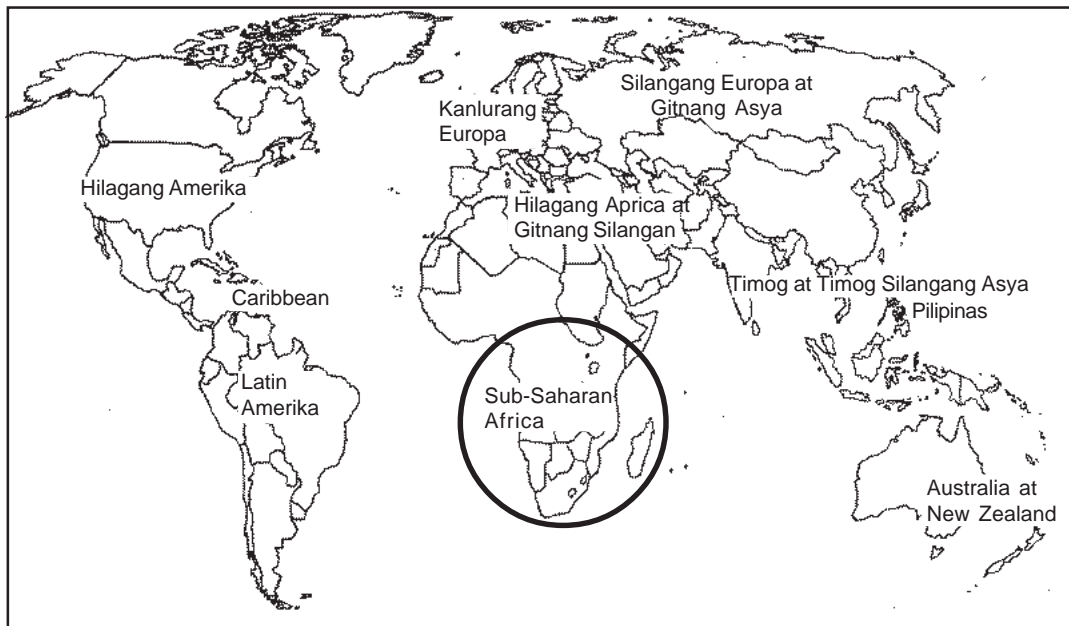 Silangang Europa at
Gitnang Asya
Kanlurang
Europa
Hilagang Amerika
Hilagang Aprica at
Gitnang Silangan
Timog at Timog Silangang Asya
Caribbean
Pilipinas
Latin
Amerika
Sub-Saharan
Africa
Australia at
New Zealand